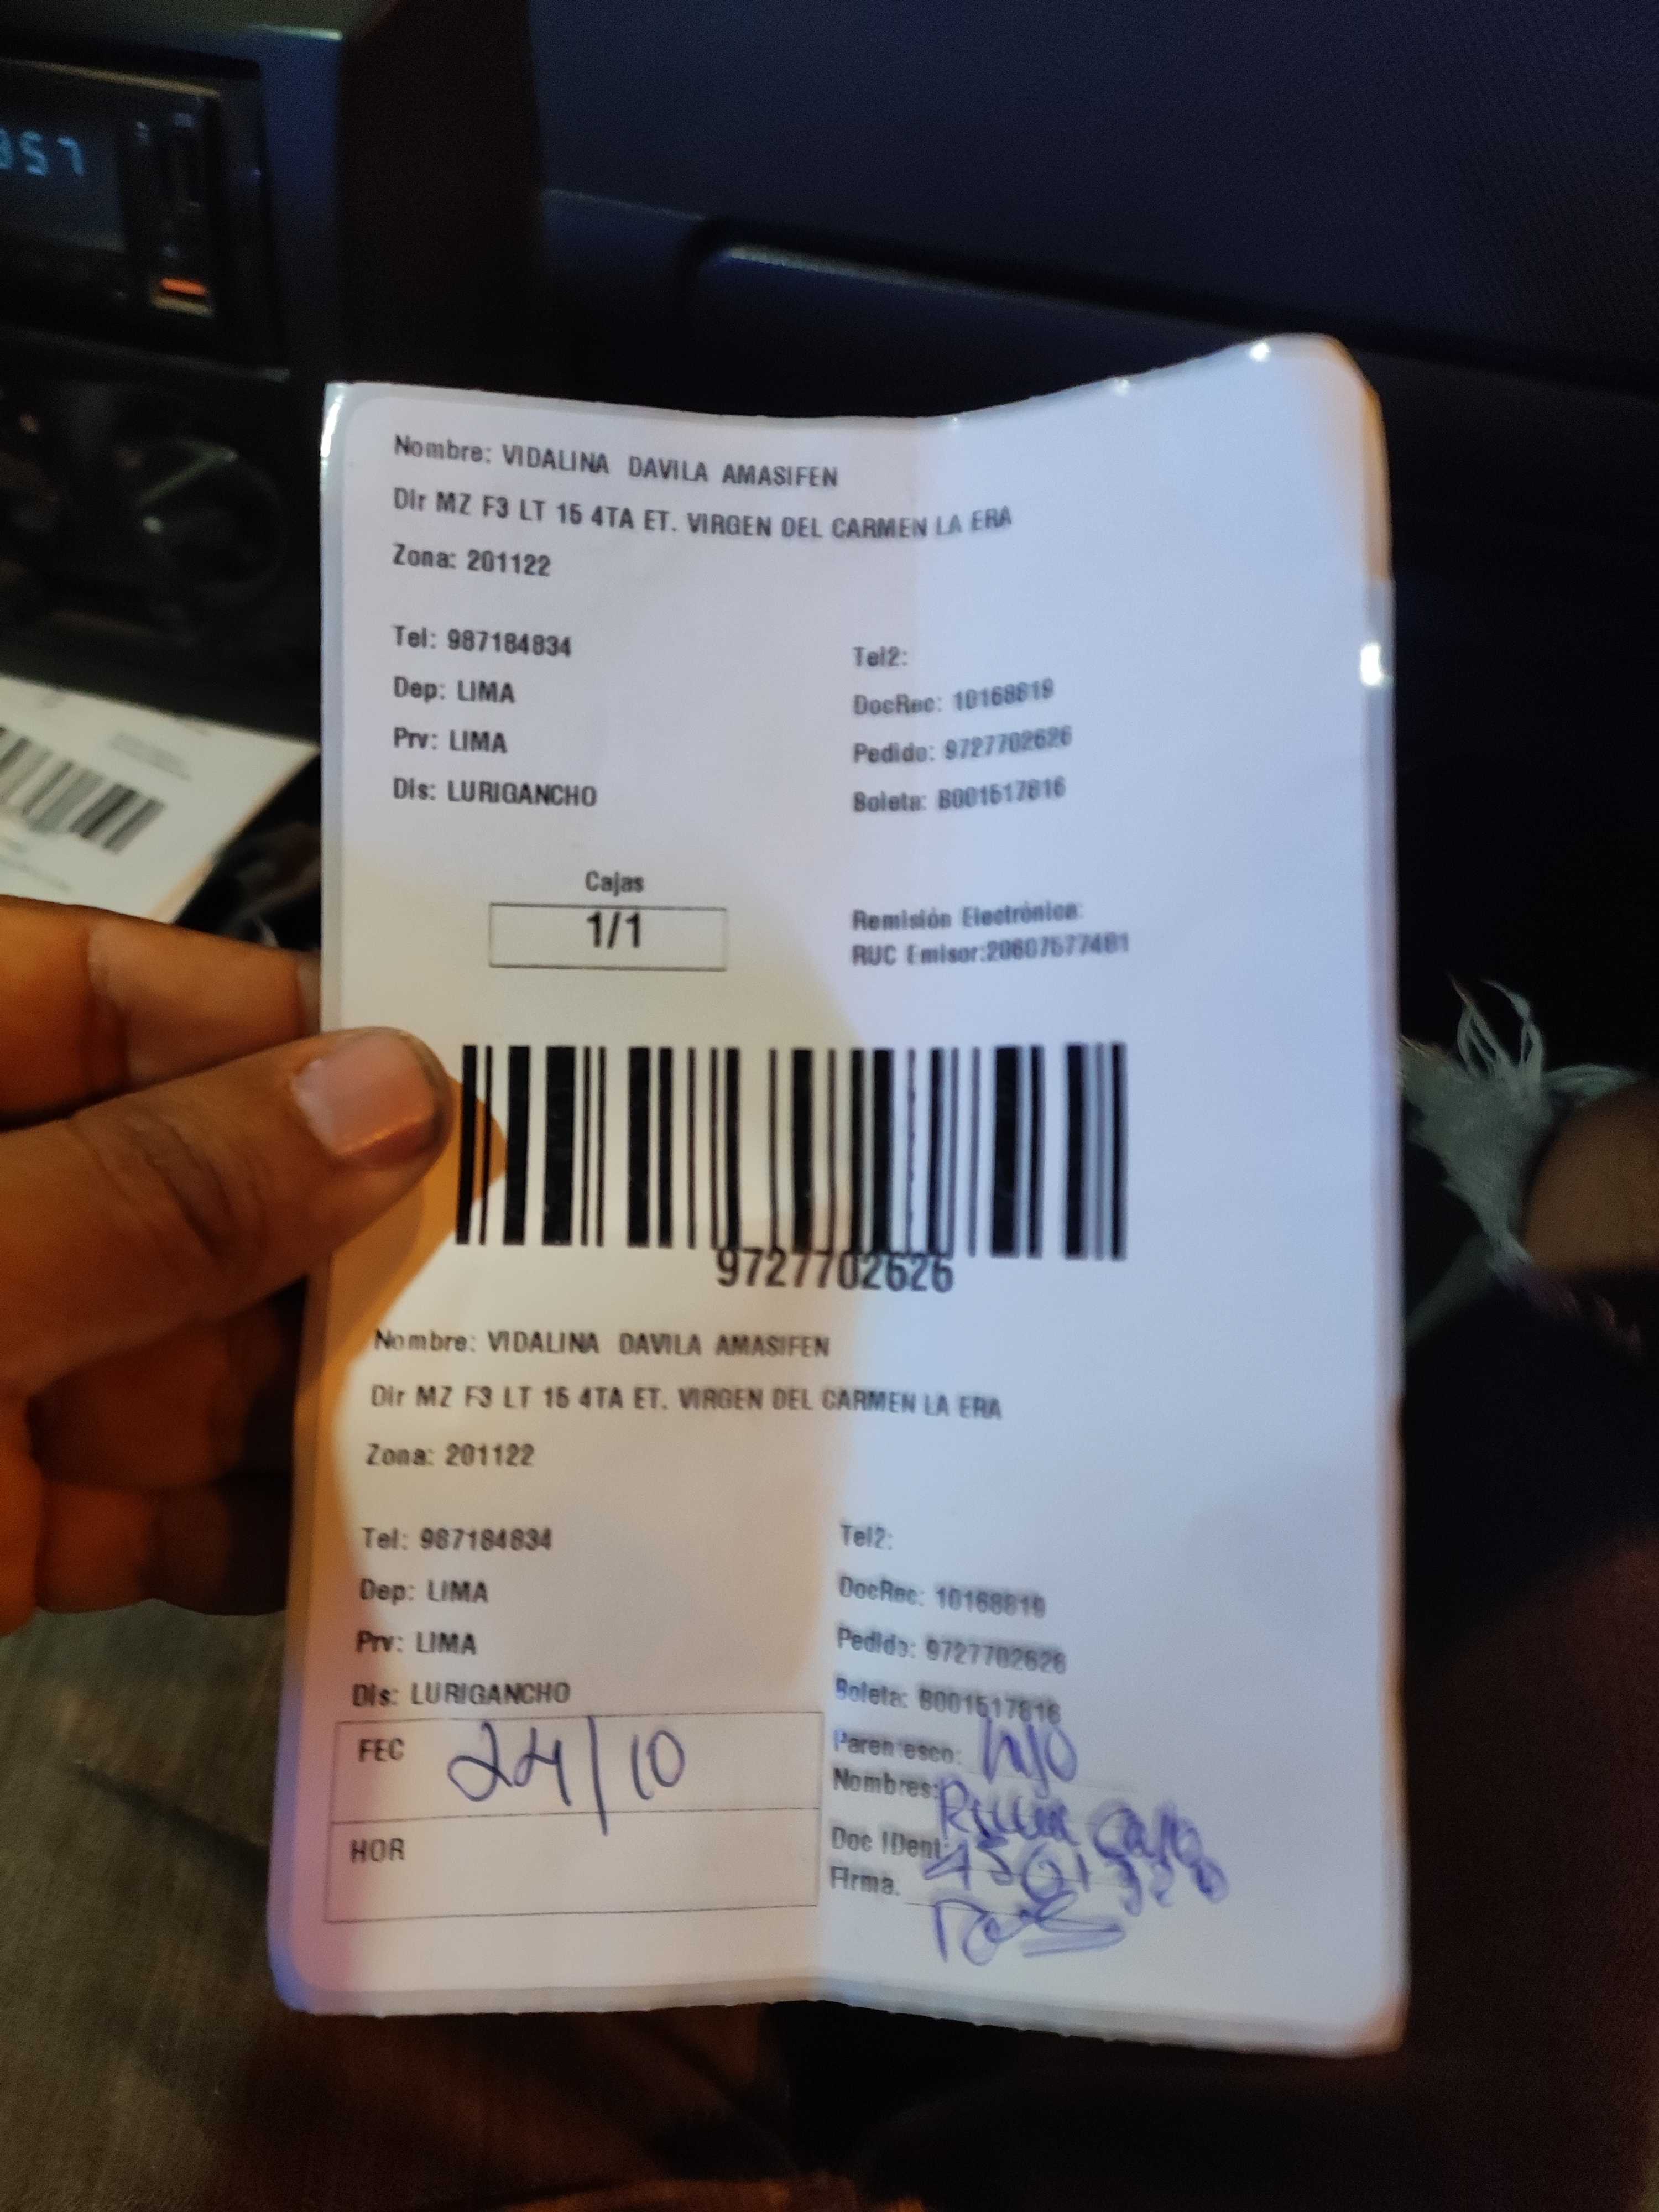 957
Nombre: VIDALINA DAVILA AMASIFEN
Dir MZ F3 LT 15 4TA ET. VIRGEN DEL CARMEN LA ERA
Zona: 201122
Tel: 987184834
Tel2:
Dep: LIMA
DocRec: 10168819
Prv: LIMA
Pedido: 9727702626
Dis: LURIGANCHO
Boleta: B001517816
Cajas
1/1
Remisión Electrónica:
RUC Emisor:20607577481
9727702626
Nombre: VIDALINA DAVILA AMASIFEN
Dir MZ F3 LT 15 4TA ET. VIRGEN DEL CARMEN LA ERA
Zona: 201122
Tel: 987184834
Tel2:
Dep: LIMA
DocRec: 10168819
Prv: LIMA
Pedido: 9727702626
Dis: LURIGANCHO
Boleta: B001517816
FEC 24/10
Parentesco: hijo
Nombres:
HOR
Doc IDent:
Firma.